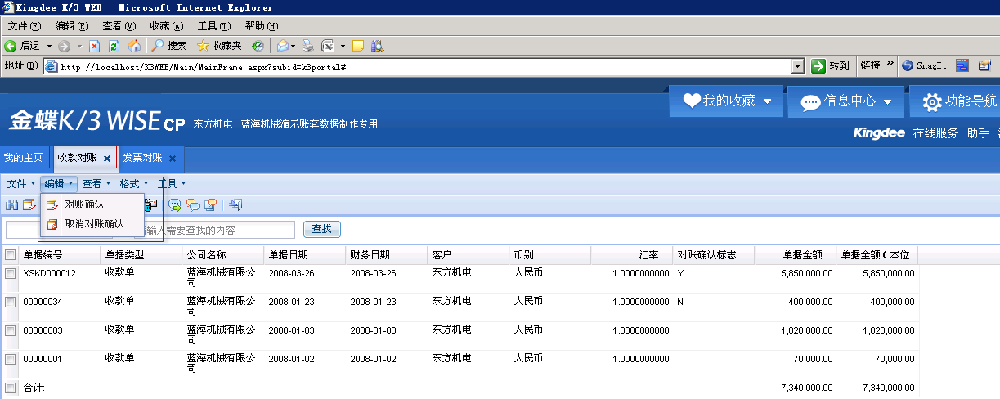 Kingdee K/3 WEB - Microsoft Internet Explorer
文件(F) 编辑(E) 查看(V) 收藏(A) 工具(T) 帮助(H)
后退 搜索 收藏夹
地址(D) http://localhost/K3WEB/Main/MainFrame.aspx?subid=k3portal# 转到 链接 » SnagIt
我的收藏 信息中心 功能导航
金蝶K/3 WISE CP 东方机电 蓝海机械演示账套数据制作专用
Kingdee 在线服务 助手
我的主页 收款对账 × 发票对账 ×
文件 编辑 查看 格式 工具
对账确认
取消对账确认
输入需要查找的内容 查找
单据编号 单据类型 公司名称 单据日期 财务日期 客户 币别 汇率 对账确认标志 单据金额 单据金额(本位...
XSKD000012 收款单 蓝海机械有限公司 2008-03-26 2008-03-26 东方机电 人民币 1.0000000000 Y 5,850,000.00 5,850,000.00
00000034 收款单 蓝海机械有限公司 2008-01-23 2008-01-23 东方机电 人民币 1.0000000000 N 400,000.00 400,000.00
00000003 收款单 蓝海机械有限公司 2008-01-03 2008-01-03 东方机电 人民币 1.0000000000 1,020,000.00 1,020,000.00
00000001 收款单 蓝海机械有限公司 2008-01-02 2008-01-02 东方机电 人民币 1.0000000000 70,000.00 70,000.00
合计: 7,340,000.00 7,340,000.00